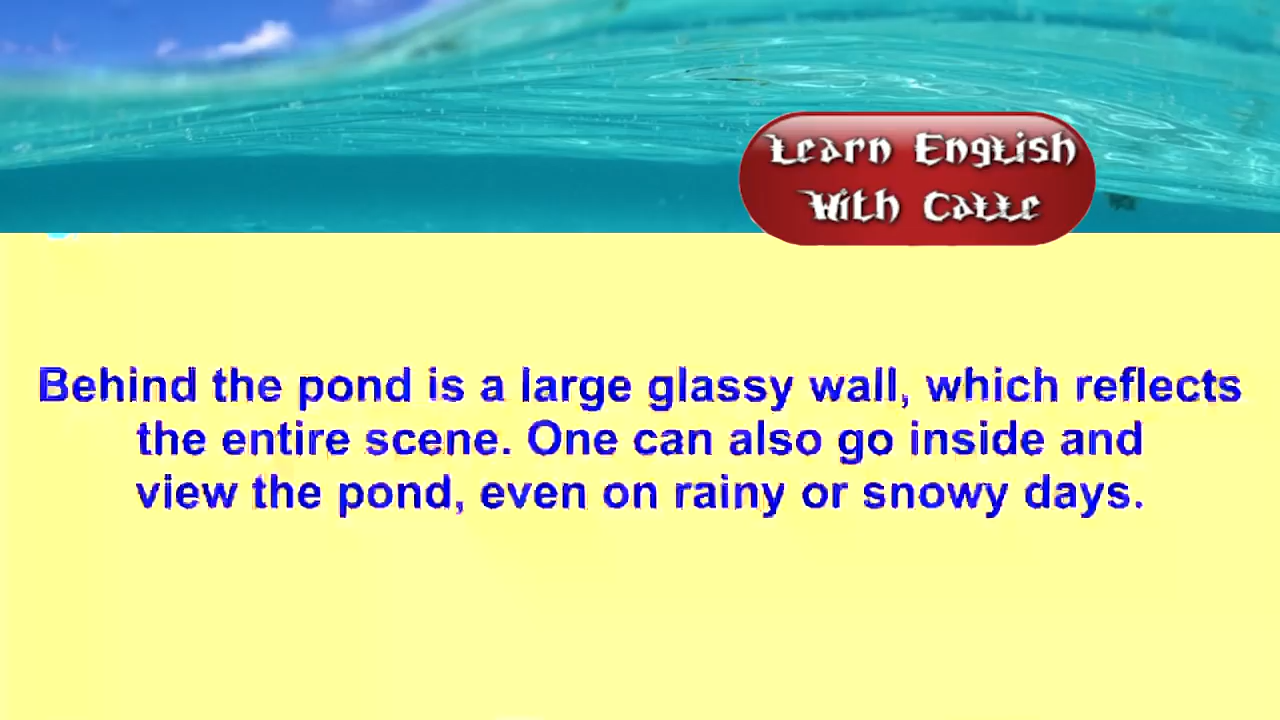 Learn English
With Calle
Behind the pond is a large glassy wall, which reflects
the entire scene. One can also go inside and
view the pond, even on rainy or snowy days.